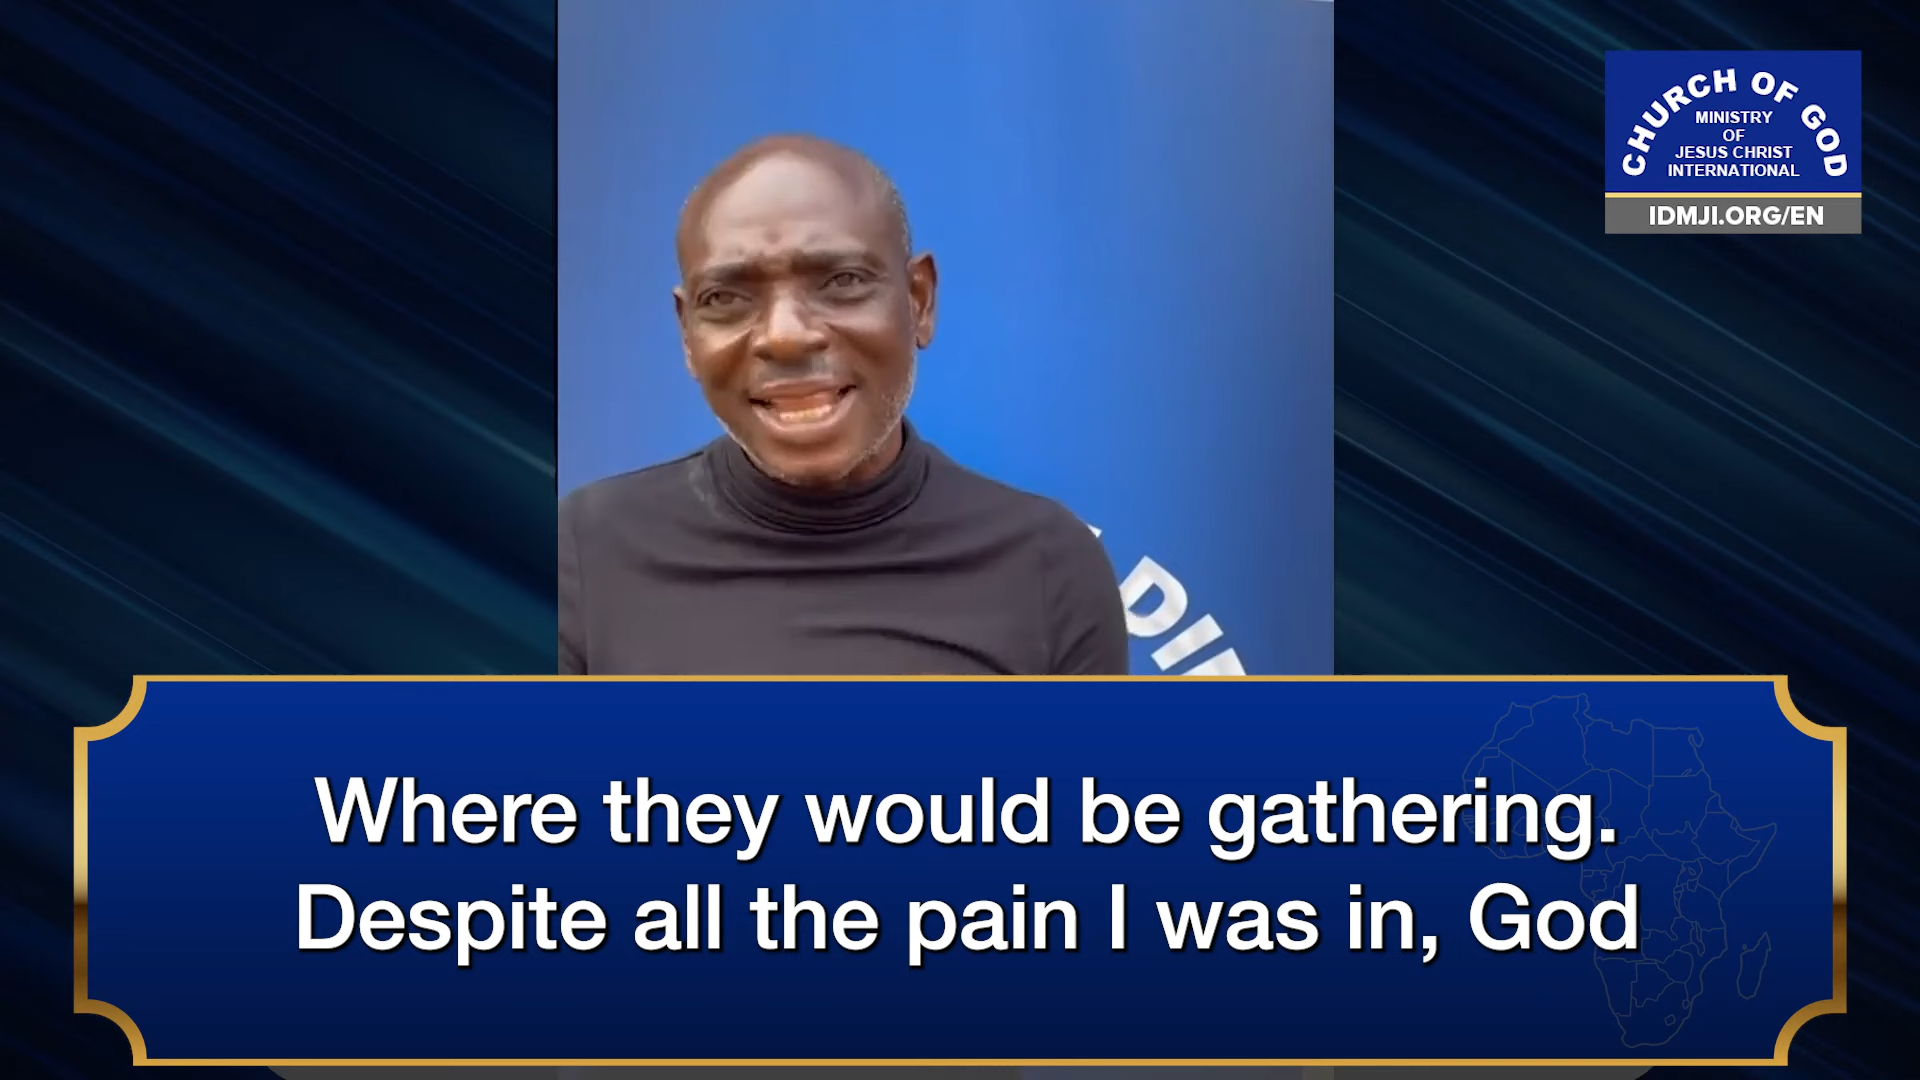 CHURCH OF GOD
MINISTRY
OF
JESUS CHRIST
INTERNATIONAL
IDMJI.ORG/EN
Where they would be gathering.
Despite all the pain I was in, God